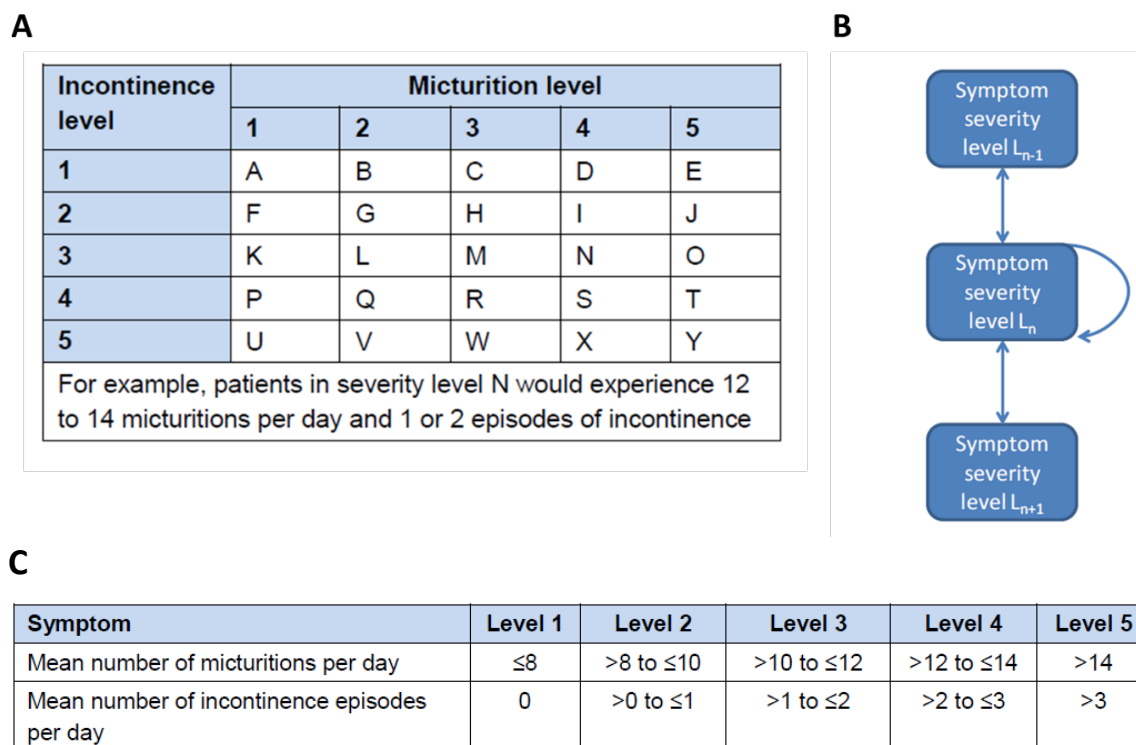 A
B
Incontinence level
Micturition level
1 2 3 4 5
1 A B C D E
2 F G H I J
3 K L M N O
4 P Q R S T
5 U V W X Y
For example, patients in severity level N would experience 12
to 14 micturitions per day and 1 or 2 episodes of incontinence
Symptom
severity
level Ln-1
Symptom
severity
level Ln
Symptom
severity
level Ln+1
C
Symptom Level 1 Level 2 Level 3 Level 4 Level 5
Mean number of micturitions per day ≤8 >8 to ≤10 >10 to ≤12 >12 to ≤14 >14
Mean number of incontinence episodes 0 >0 to ≤1 >1 to ≤2 >2 to ≤3 >3
per day